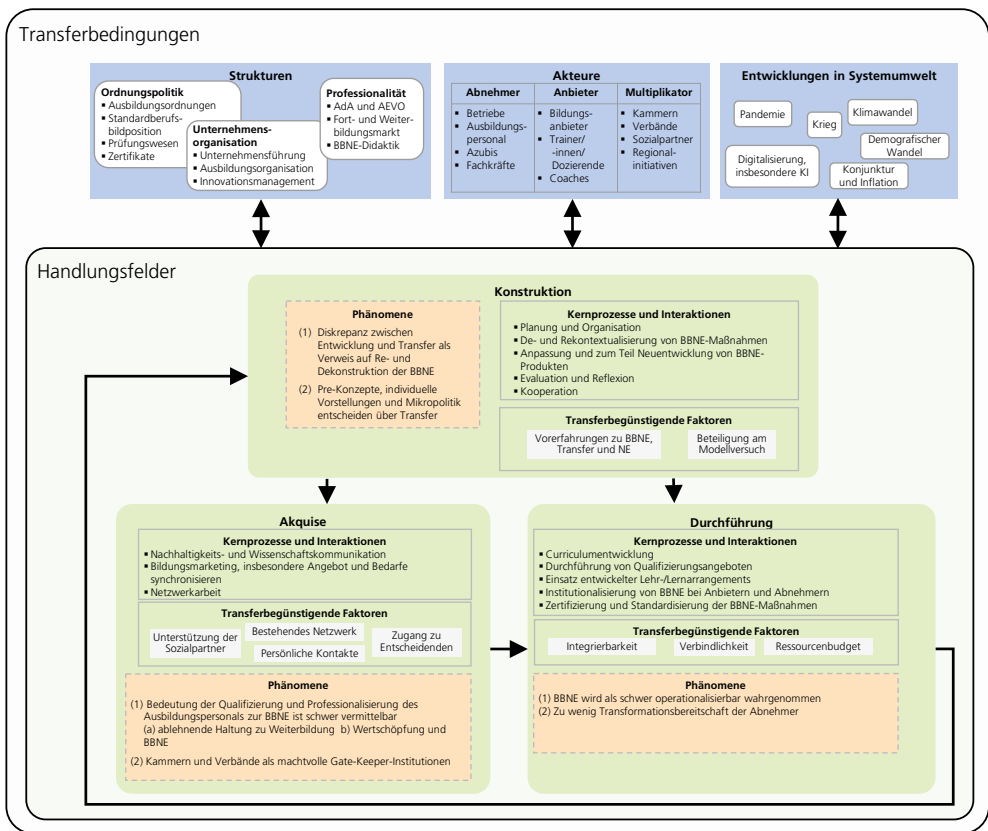 Transferbedingungen
Strukturen
Ordnungspolitik
▪ Ausbildungsordnungen
▪ Standardberufs-
bildposition
▪ Prüfungswesen
▪ Zertifikate
Unternehmens-
organisation
▪ Unternehmensführung
▪ Ausbildungsorganisation
▪ Innovationsmanagement
Professionalität
▪ AdA und AEVO
▪ Fort- und Weiter-
bildungsmarkt
▪ BBNE-Didaktik
Akteure
Abnehmer
▪ Betriebe
▪ Ausbildungs-
personal
▪ Azubis
▪ Fachkräfte
Anbieter
▪ Bildungs-
anbieter
▪ Trainer/
-innen/
Dozierende
▪ Coaches
Multiplikator
▪ Kammern
▪ Verbände
▪ Sozialpartner
▪ Regional-
initiativen
Entwicklungen in Systemumwelt
Pandemie
Krieg
Klimawandel
Demografischer
Wandel
Digitalisierung,
insbesondere KI
Konjunktur
und Inflation
Handlungsfelder
Konstruktion
Phänomene
(1) Diskrepanz zwischen
Entwicklung und Transfer als
Verweis auf Re- und
Dekonstruktion der BBNE
(2) Pre-Konzepte, individuelle
Vorstellungen und Mikropolitik
entscheiden über Transfer
Kernprozesse und Interaktionen
▪ Planung und Organisation
▪ De- und Rekontextualisierung von BBNE-Maßnahmen
▪ Anpassung und zum Teil Neuentwicklung von BBNE-
Produkten
▪ Evaluation und Reflexion
▪ Kooperation
Transferbegünstigende Faktoren
Vorerfahrungen zu BBNE,
Transfer und NE
Beteiligung am
Modellversuch
Akquise
Kernprozesse und Interaktionen
▪ Nachhaltigkeits- und Wissenschaftskommunikation
▪ Bildungsmarketing, insbesondere Angebot und Bedarfe
synchronisieren
▪ Netzwerkarbeit
Transferbegünstigende Faktoren
Unterstützung der
Sozialpartner
Bestehendes Netzwerk
Persönliche Kontakte
Zugang zu
Entscheidenden
Phänomene
(1) Bedeutung der Qualifizierung und Professionalisierung des
Ausbildungspersonals zur BBNE ist schwer vermittelbar
(a) ablehnende Haltung zu Weiterbildung b) Wertschöpfung und
BBNE
(2) Kammern und Verbände als machtvolle Gate-Keeper-Institutionen
Durchführung
Kernprozesse und Interaktionen
▪ Curriculumentwicklung
▪ Durchführung von Qualifizierungsangeboten
▪ Einsatz entwickelter Lehr-/Lernarrangements
▪ Institutionalisierung von BBNE bei Anbietern und Abnehmern
▪ Zertifizierung und Standardisierung der BBNE-Maßnahmen
Transferbegünstigende Faktoren
Integrierbarkeit
Verbindlichkeit
Ressourcenbudget
Phänomene
(1) BBNE wird als schwer operationalisierbar wahrgenommen
(2) Zu wenig Transformationsbereitschaft der Abnehmer